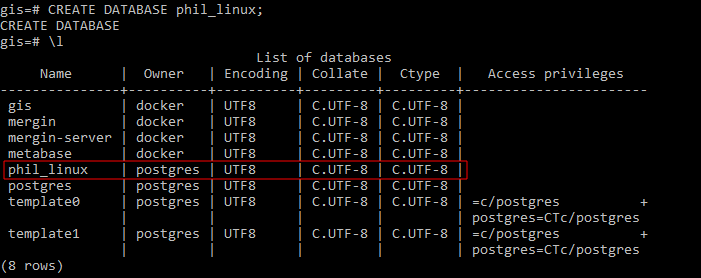 gis=# CREATE DATABASE phil_linux;
CREATE DATABASE
gis=# \l
                                List of databases
     Name      |  Owner   | Encoding | Collate |  Ctype  |   Access privileges
---------------+----------+----------+---------+---------+-----------------------
 gis           | docker   | UTF8     | C.UTF-8 | C.UTF-8 |
 mergin        | docker   | UTF8     | C.UTF-8 | C.UTF-8 |
 mergin-server | docker   | UTF8     | C.UTF-8 | C.UTF-8 |
 metabase      | docker   | UTF8     | C.UTF-8 | C.UTF-8 |
 phil_linux    | postgres | UTF8     | C.UTF-8 | C.UTF-8 |
 postgres      | postgres | UTF8     | C.UTF-8 | C.UTF-8 |
 template0     | postgres | UTF8     | C.UTF-8 | C.UTF-8 | =c/postgres          +
               |          |          |         |         | postgres=CTc/postgres
 template1     | postgres | UTF8     | C.UTF-8 | C.UTF-8 | =c/postgres          +
               |          |          |         |         | postgres=CTc/postgres
(8 rows)